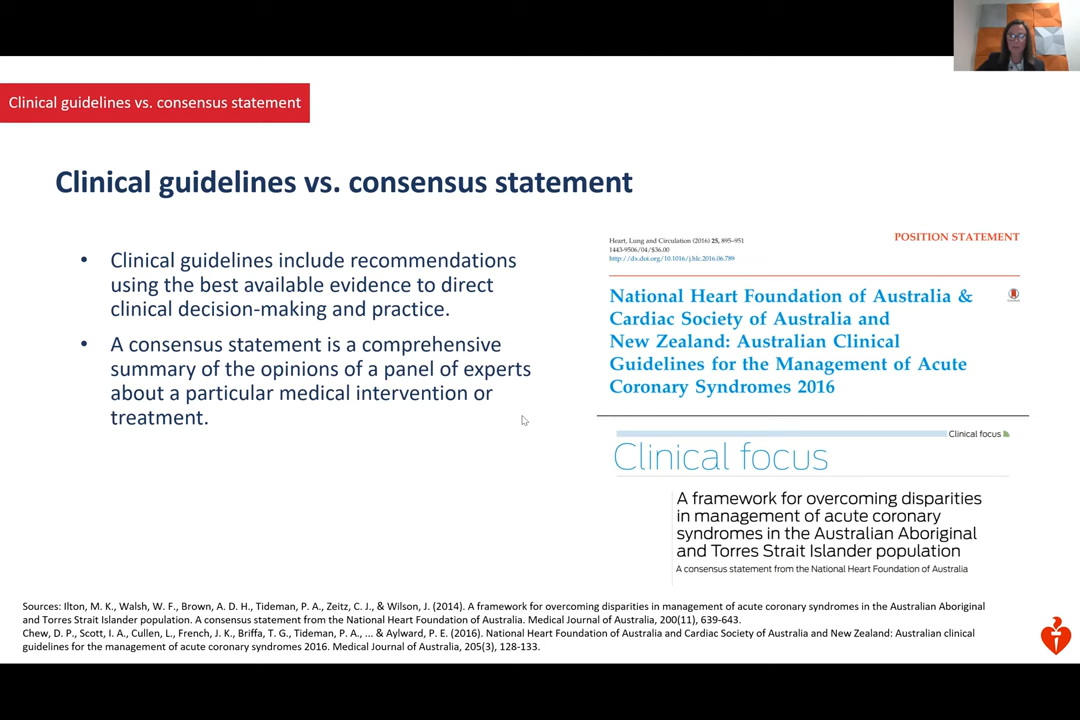 Clinical guidelines vs. consensus statement
Clinical guidelines vs. consensus statement
• Clinical guidelines include recommendations
using the best available evidence to direct
clinical decision-making and practice.
• A consensus statement is a comprehensive
summary of the opinions of a panel of experts
about a particular medical intervention or
treatment.
Heart, Lung and Circulation (2016) 25, 895–951
1443-9506/04/$36.00
http://dx.doi.org/10.1016/j.hlc.2016.06.789
POSITION STATEMENT
National Heart Foundation of Australia &
Cardiac Society of Australia and
New Zealand: Australian Clinical
Guidelines for the Management of Acute
Coronary Syndromes 2016
Clinical focus
Clinical focus
A framework for overcoming disparities
in management of acute coronary
syndromes in the Australian Aboriginal
and Torres Strait Islander population
A consensus statement from the National Heart Foundation of Australia
Sources: Ilton, M. K., Walsh, W. F., Brown, A. D. H., Tideman, P. A., Zeitz, C. J., & Wilson, J. (2014). A framework for overcoming disparities in management of acute coronary syndromes in the Australian Aboriginal
and Torres Strait Islander population. A consensus statement from the National Heart Foundation of Australia. Medical Journal of Australia, 200(11), 639-643.
Chew, D. P., Scott, I. A., Cullen, L., French, J. K., Briffa, T. G., Tideman, P. A., ... & Aylward, P. E. (2016). National Heart Foundation of Australia and Cardiac Society of Australia and New Zealand: Australian clinical
guidelines for the management of acute coronary syndromes 2016. Medical Journal of Australia, 205(3), 128-133.